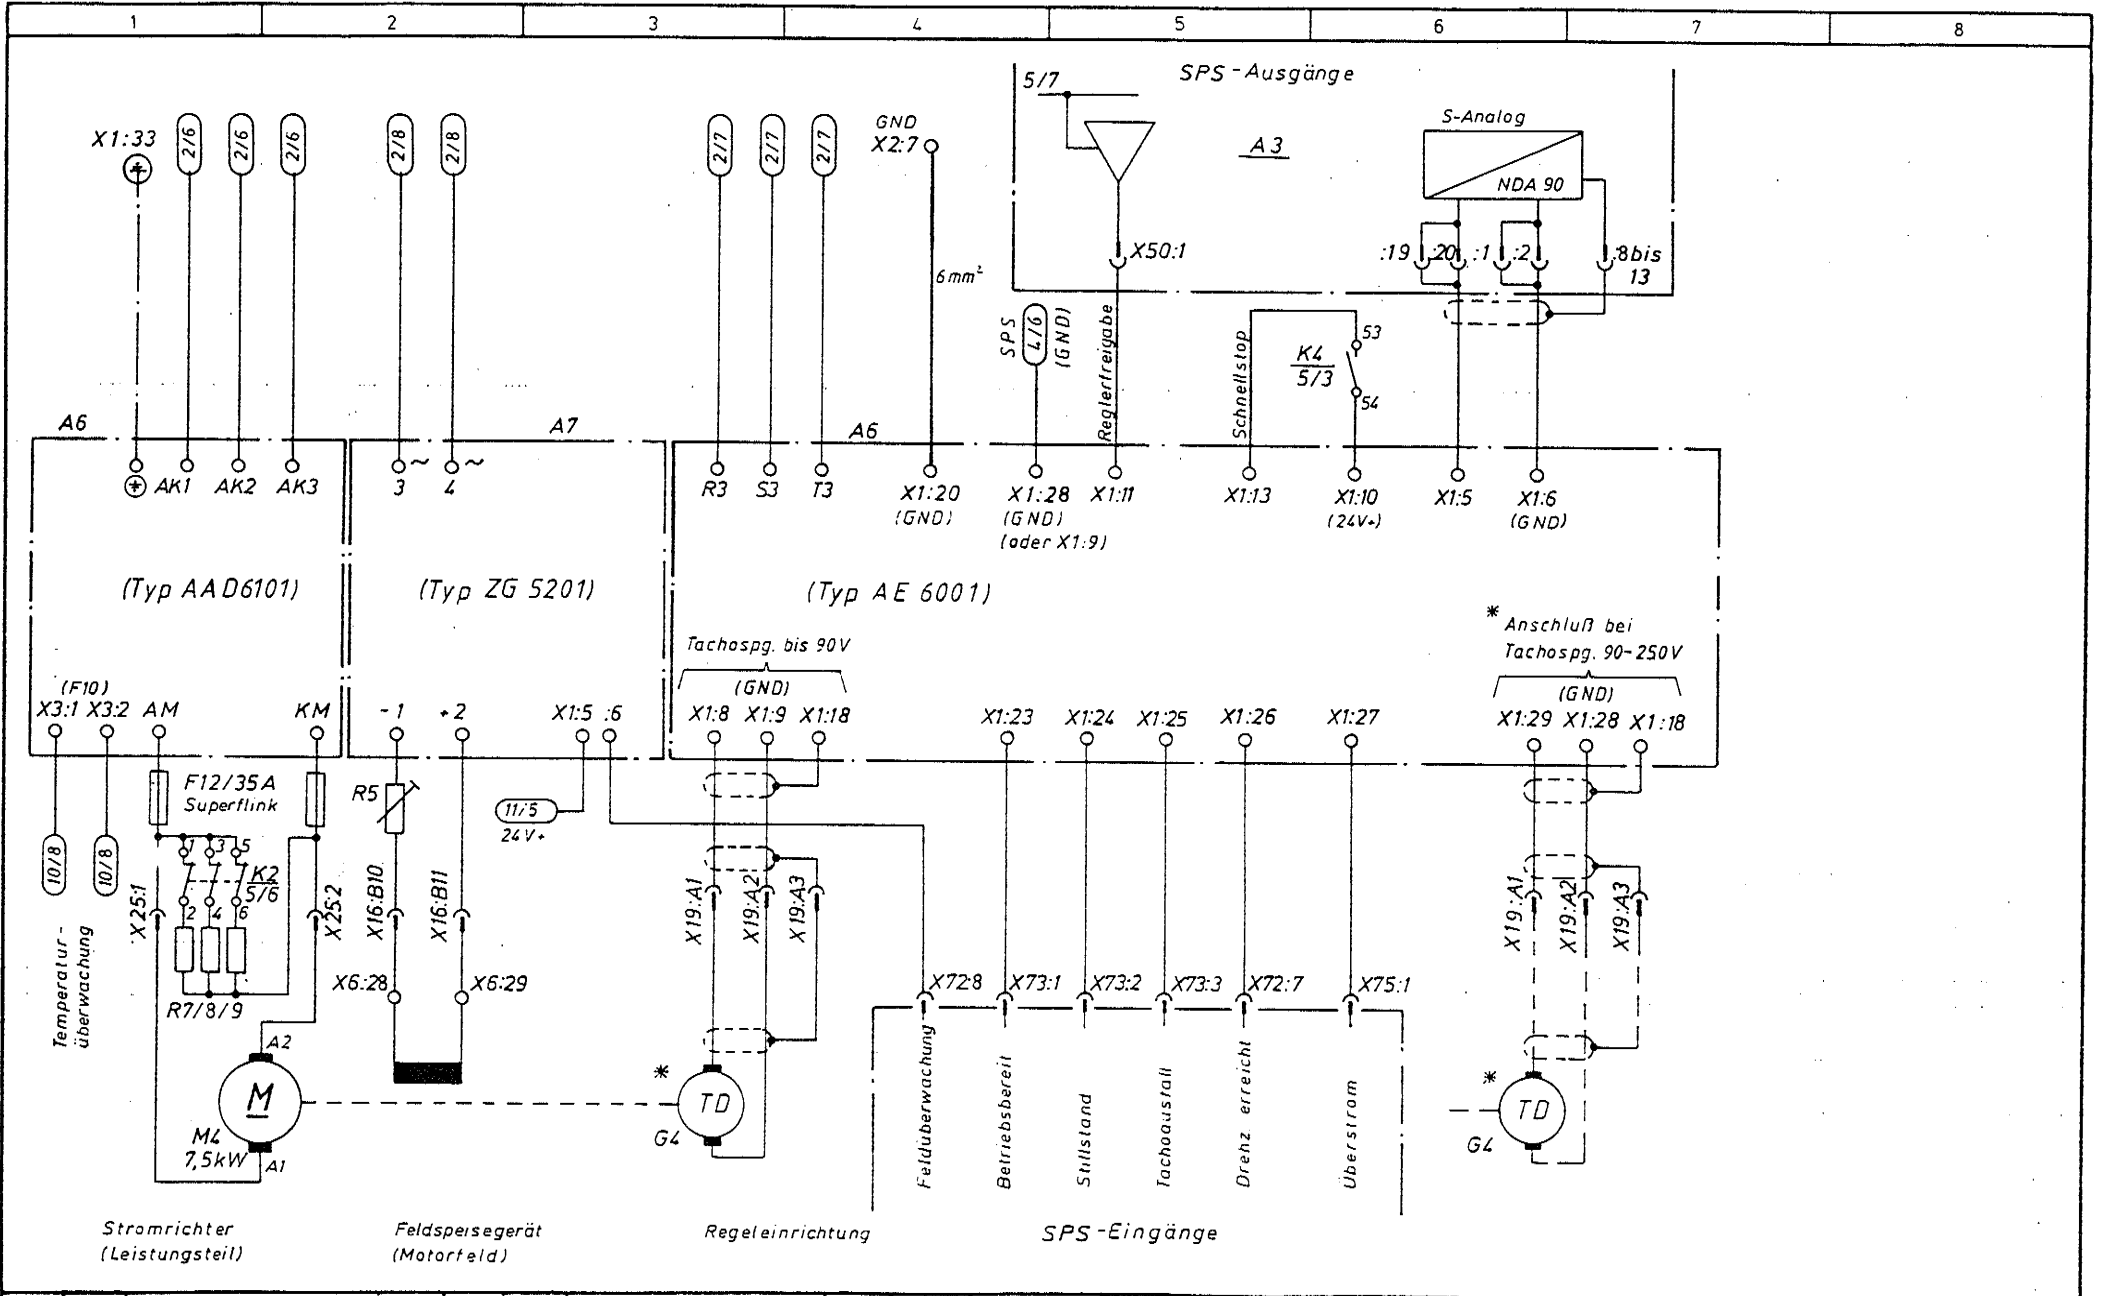 1 2 3 4 5 6 7 8
5/7
SPS-Ausgänge
S-Analog
A3
NDA 90
X1:33
2/6
2/6
2/6
2/8
2/8
2/7
2/7
2/7
GND
X2:7
6mm²
X50:1
:19 :20 :1 :2 :8bis
13
SPS
4/6
(GND)
Reglerfreigabe
Schnellstop
K4
5/3
53
54
A6
A7
A6
AK1 AK2 AK3
3 ~ 4 ~
R3 S3 T3
X1:20
(GND)
X1:28
(GND)
(oder X1:9)
X1:11
X1:13
X1:10
(24V+)
X1:5
X1:6
(GND)
(Typ AAD6101)
(Typ ZG 5201)
(Typ AE 6001)
Tachospg. bis 90V
(GND)
* Anschluß bei
Tachospg. 90-250V
(GND)
(F10)
X3:1 X3:2 AM KM
-1 +2
X1:5 :6
X1:8 X1:9 X1:18
X1:23 X1:24 X1:25 X1:26 X1:27
X1:29 X1:28 X1:18
F12/35A
Superflink
R5
11/5
24V+
10/8
10/8
Temperatur-
überwachung
X25:1
1 3 5
K2
5/6
2 4 6
X25:2
R7/8/9
X16:B10
X16:B11
X6:28
X6:29
X19:A1
X19:A2
X19:A3
X19:A1
X19:A2
X19:A3
X72:8 X73:1 X73:2 X73:3 X72:7 X75:1
A2
M
M4
7,5kW
A1
*
TD
G4
*
TD
G4
Feldüberwachung
Betriebsbereit
Stillstand
Tachoausfall
Drehz. erreicht
Überstrom
Stromrichter
(Leistungsteil)
Feldspeisegerät
(Motorfeld)
Regeleinrichtung
SPS-Eingänge